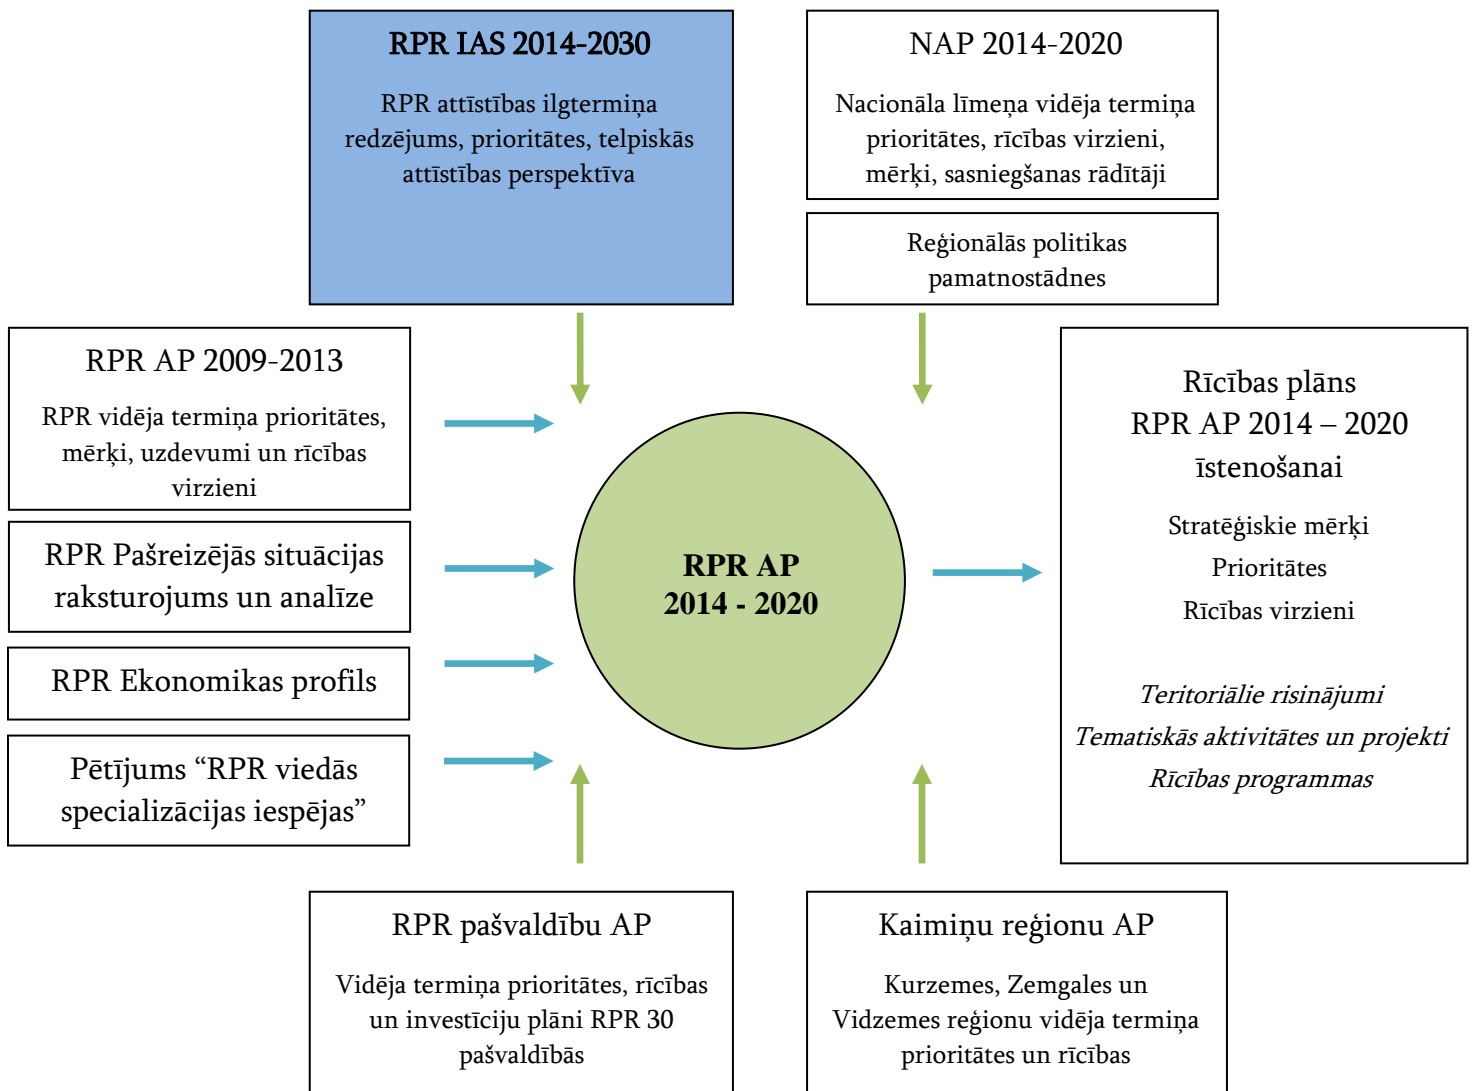 RPR IAS 2014-2030
RPR attīstības ilgtermiņa
redzējums, prioritātes, telpiskās
attīstības perspektīva
NAP 2014-2020
Nacionāla līmeņa vidēja termiņa
prioritātes, rīcības virzieni,
mērķi, sasniegšanas rādītāji
Reģionālās politikas
pamatnostādnes
RPR AP 2009-2013
RPR vidēja termiņa prioritātes,
mērķi, uzdevumi un rīcības
virzieni
RPR Pašreizējās situācijas
raksturojums un analīze
RPR Ekonomikas profils
Pētījums “RPR viedās
specializācijas iespējas”
RPR AP
2014 - 2020
Rīcības plāns
RPR AP 2014 – 2020
īstenošanai
Stratēģiskie mērķi
Prioritātes
Rīcības virzieni
Teritoriālie risinājumi
Tematiskās aktivitātes un projekti
Rīcības programmas
RPR pašvaldību AP
Vidēja termiņa prioritātes, rīcības
un investīciju plāni RPR 30
pašvaldībās
Kaimiņu reģionu AP
Kurzemes, Zemgales un
Vidzemes reģionu vidēja termiņa
prioritātes un rīcības